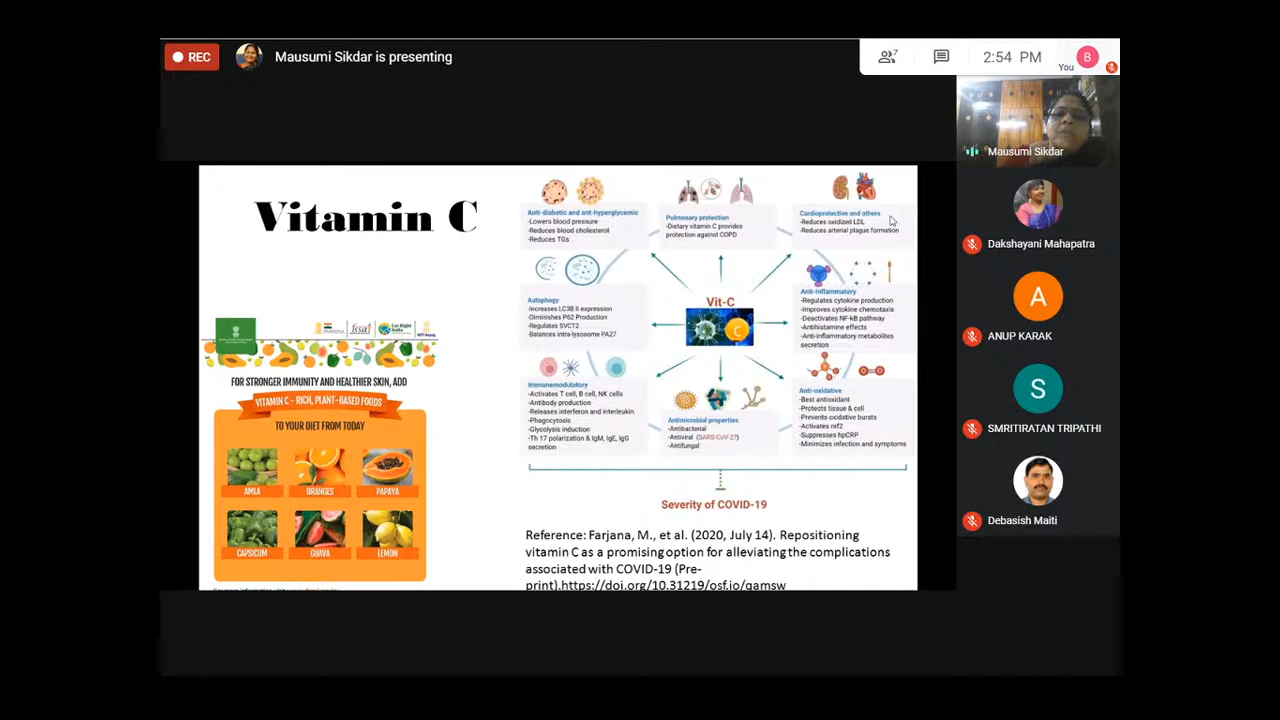 REC
Mausumi Sikdar is presenting
7
2:54 PM
You
B
Mausumi Sikdar
Dakshayani Mahapatra
A
ANUP KARAK
S
SMRITIRATAN TRIPATHI
Debasish Maiti
Vitamin C
fssai
Eat Right
India
FOR STRONGER IMMUNITY AND HEALTHIER SKIN, ADD
VITAMIN C - RICH, PLANT-BASED FOODS
TO YOUR DIET FROM TODAY
AMLA
ORANGES
PAPAYA
CAPSICUM
GUAVA
LEMON
Anti-diabetic and ant-hyperglycemic
-Lowers blood pressure
-Reduces blood cholesterol
-Reduces TGs
Pulmonary protection
-Dietary vitamin C provides
protection against COPD
Cardioprotective and others
-Reduces oxidized LDL
-Reduces arterial plague formation
Autophagy
-Increases LC3B II expression
-Diminishes P62 Production
-Regulates SVCT2
-Balances intra-lysosome PA27
Vit-C
C
Anti-inflammatory
-Regulates cytokine production
-Improves cytokine chemotaxis
-Deactivates NF-kB pathway
-Antihistamine effects
-Anti-inflammatory metabolites
secretion
Immunemodulatory
-Activates T cell, B cell, NK cells
-Antibody production
-Releases interferon and interleukin
-Phagocytosis
-Glycolysis induction
-Th 17 polarization & IgM, IgE, IgG
secretion
Antimicrobial properties
-Antibacterial
-Antiviral (SARS-CoV-2?)
-Antifungal
Anti-oxidative
-Best antioxidant
-Protects tissue & cell
-Prevents oxidative bursts
-Activates nrf2
-Suppresses hpCRP
-Minimizes infection and symptoms
Severity of COVID-19
Reference: Farjana, M., et al. (2020, July 14). Repositioning
vitamin C as a promising option for alleviating the complications
associated with COVID-19 (Pre-
print).https://doi.org/10.31219/osf.io/qamsw